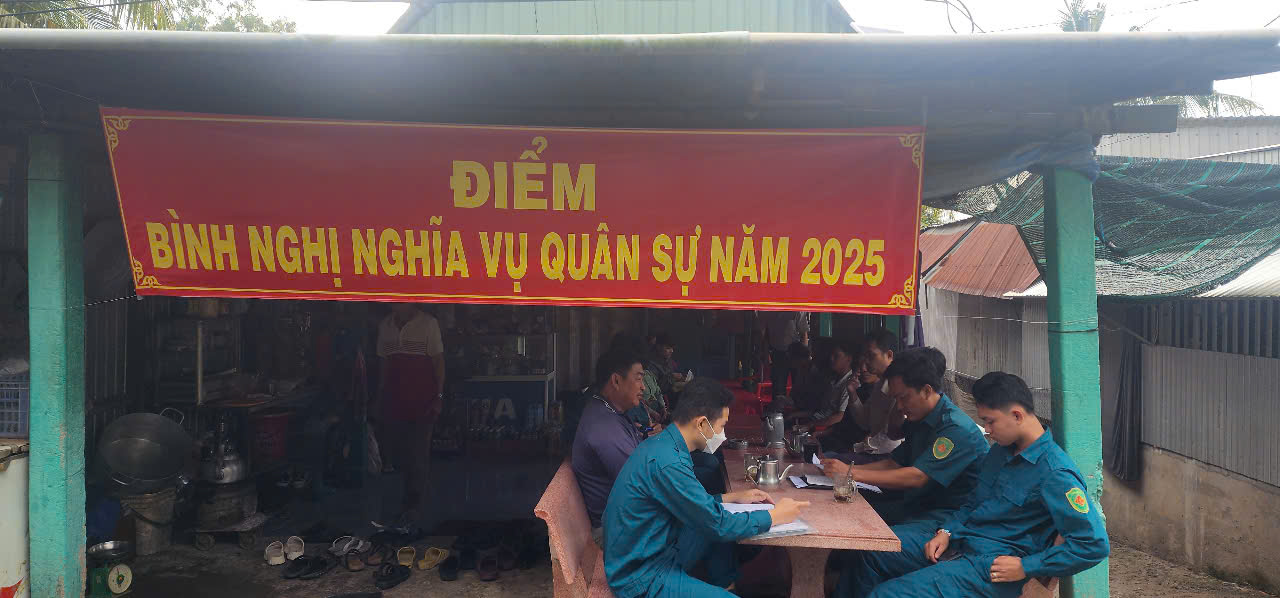 ĐIỂM
BÌNH NGHỊ NGHĨA VỤ QUÂN SỰ NĂM 2025